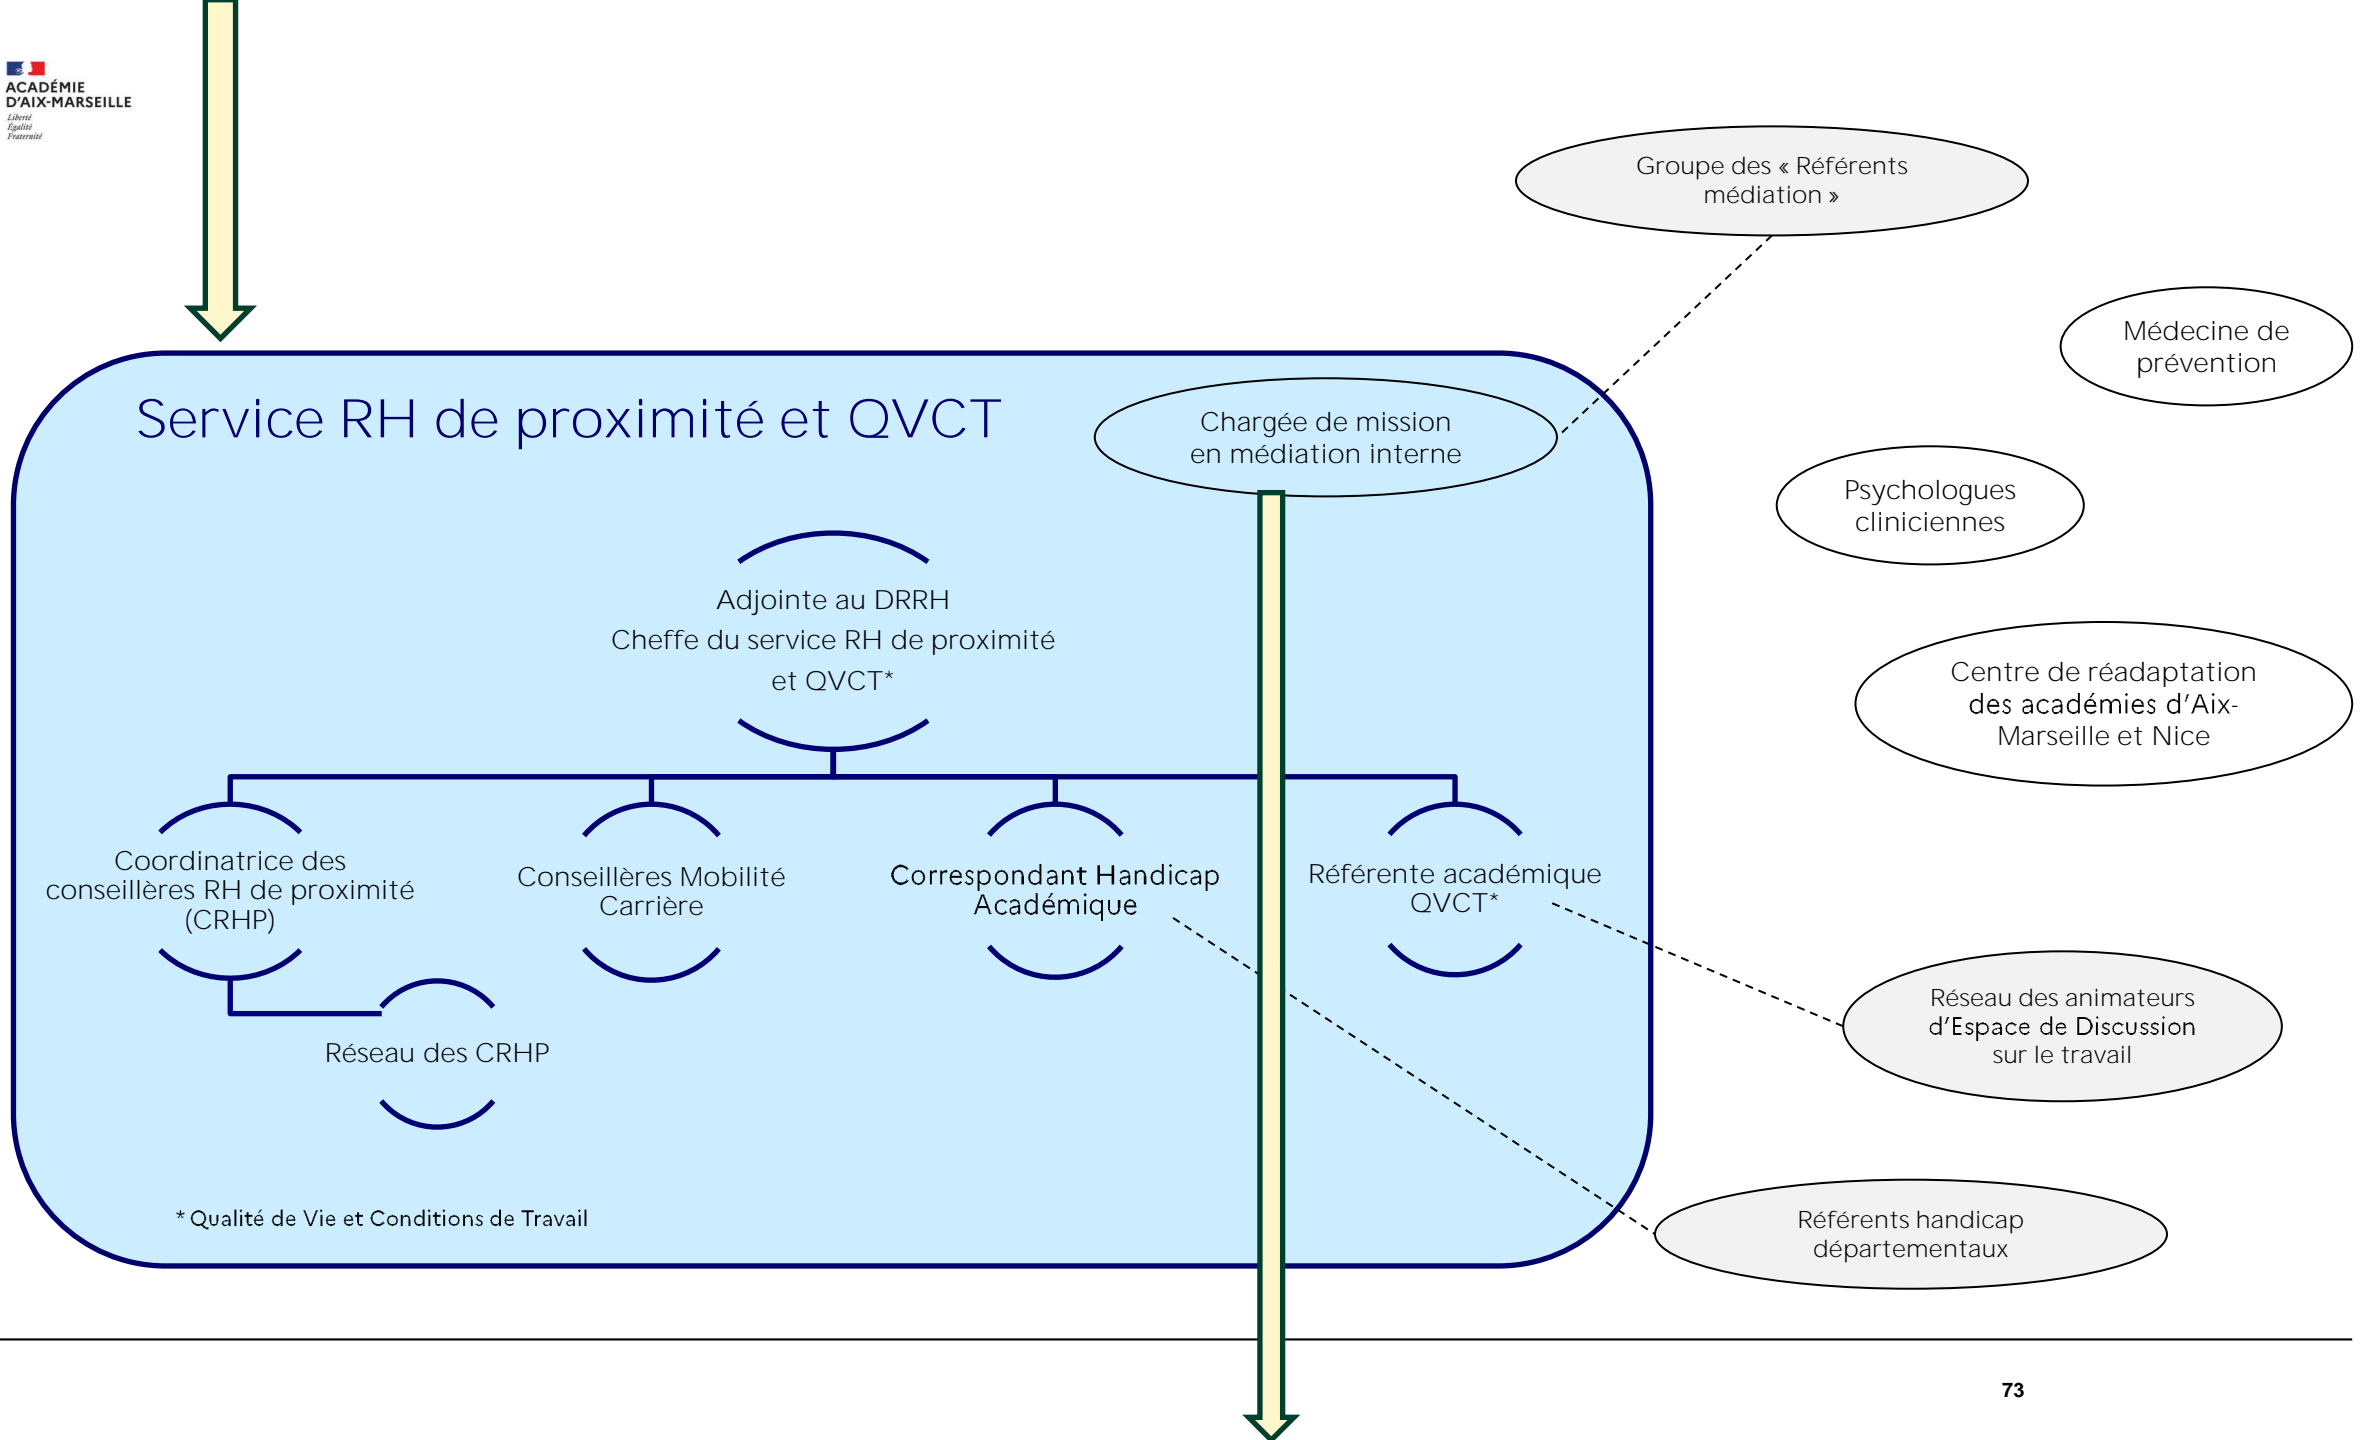 ACADÉMIE
D'AIX-MARSEILLE
Liberté
Égalité
Fraternité
Groupe des « Référents
médiation »
Médecine de
prévention
Service RH de proximité et QVCT
Chargée de mission
en médiation interne
Psychologues
cliniciennes
Adjointe au DRRH
Cheffe du service RH de proximité
et QVCT*
Centre de réadaptation
des académies d’Aix-
Marseille et Nice
Coordinatrice des
conseillères RH de proximité
(CRHP)
Conseillères Mobilité
Carrière
Correspondant Handicap
Académique
Référente académique
QVCT*
Réseau des CRHP
Réseau des animateurs
d’Espace de Discussion
sur le travail
* Qualité de Vie et Conditions de Travail
Référents handicap
départementaux
73